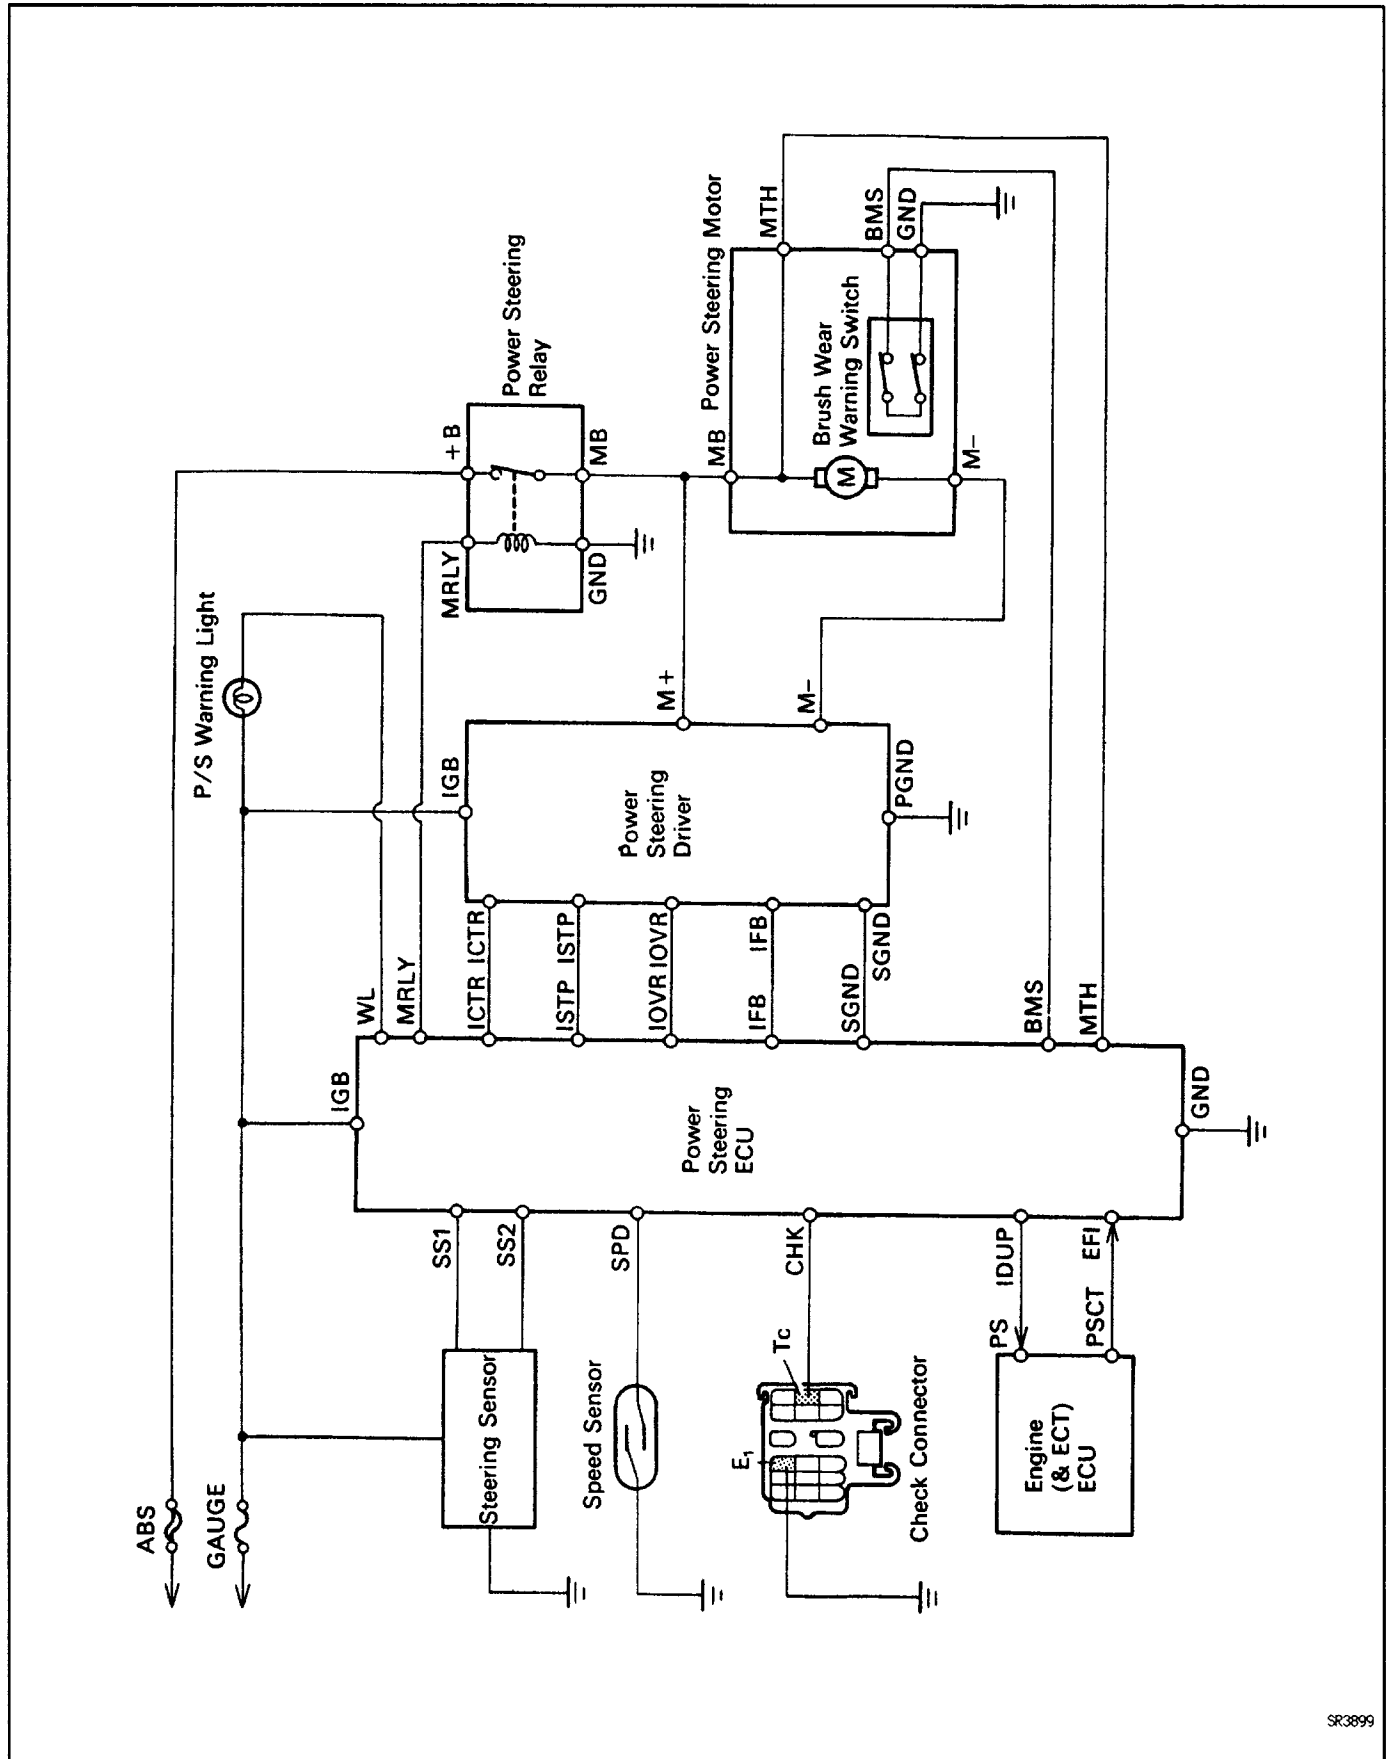 ABS
GAUGE
P/S Warning Light
Steering Sensor
SS1
SS2
Speed Sensor
SPD
E1
Tc
CHK
Check Connector
Engine
(& ECT)
ECU
PS
IDUP
PSCT
EFI
Power
Steering
ECU
IGB
GND
WL
MRLY
ICTR
ISTP
IOVR
IFB
SGND
BMS
MTH
ICTR
ISTP
IOVR
IFB
SGND
Power
Steering
Driver
IGB
PGND
M+
M-
Power Steering
Relay
MRLY
+B
GND
MB
Power Steering Motor
MB
MTH
BMS
GND
M-
Brush Wear
Warning Switch
M
SR3899